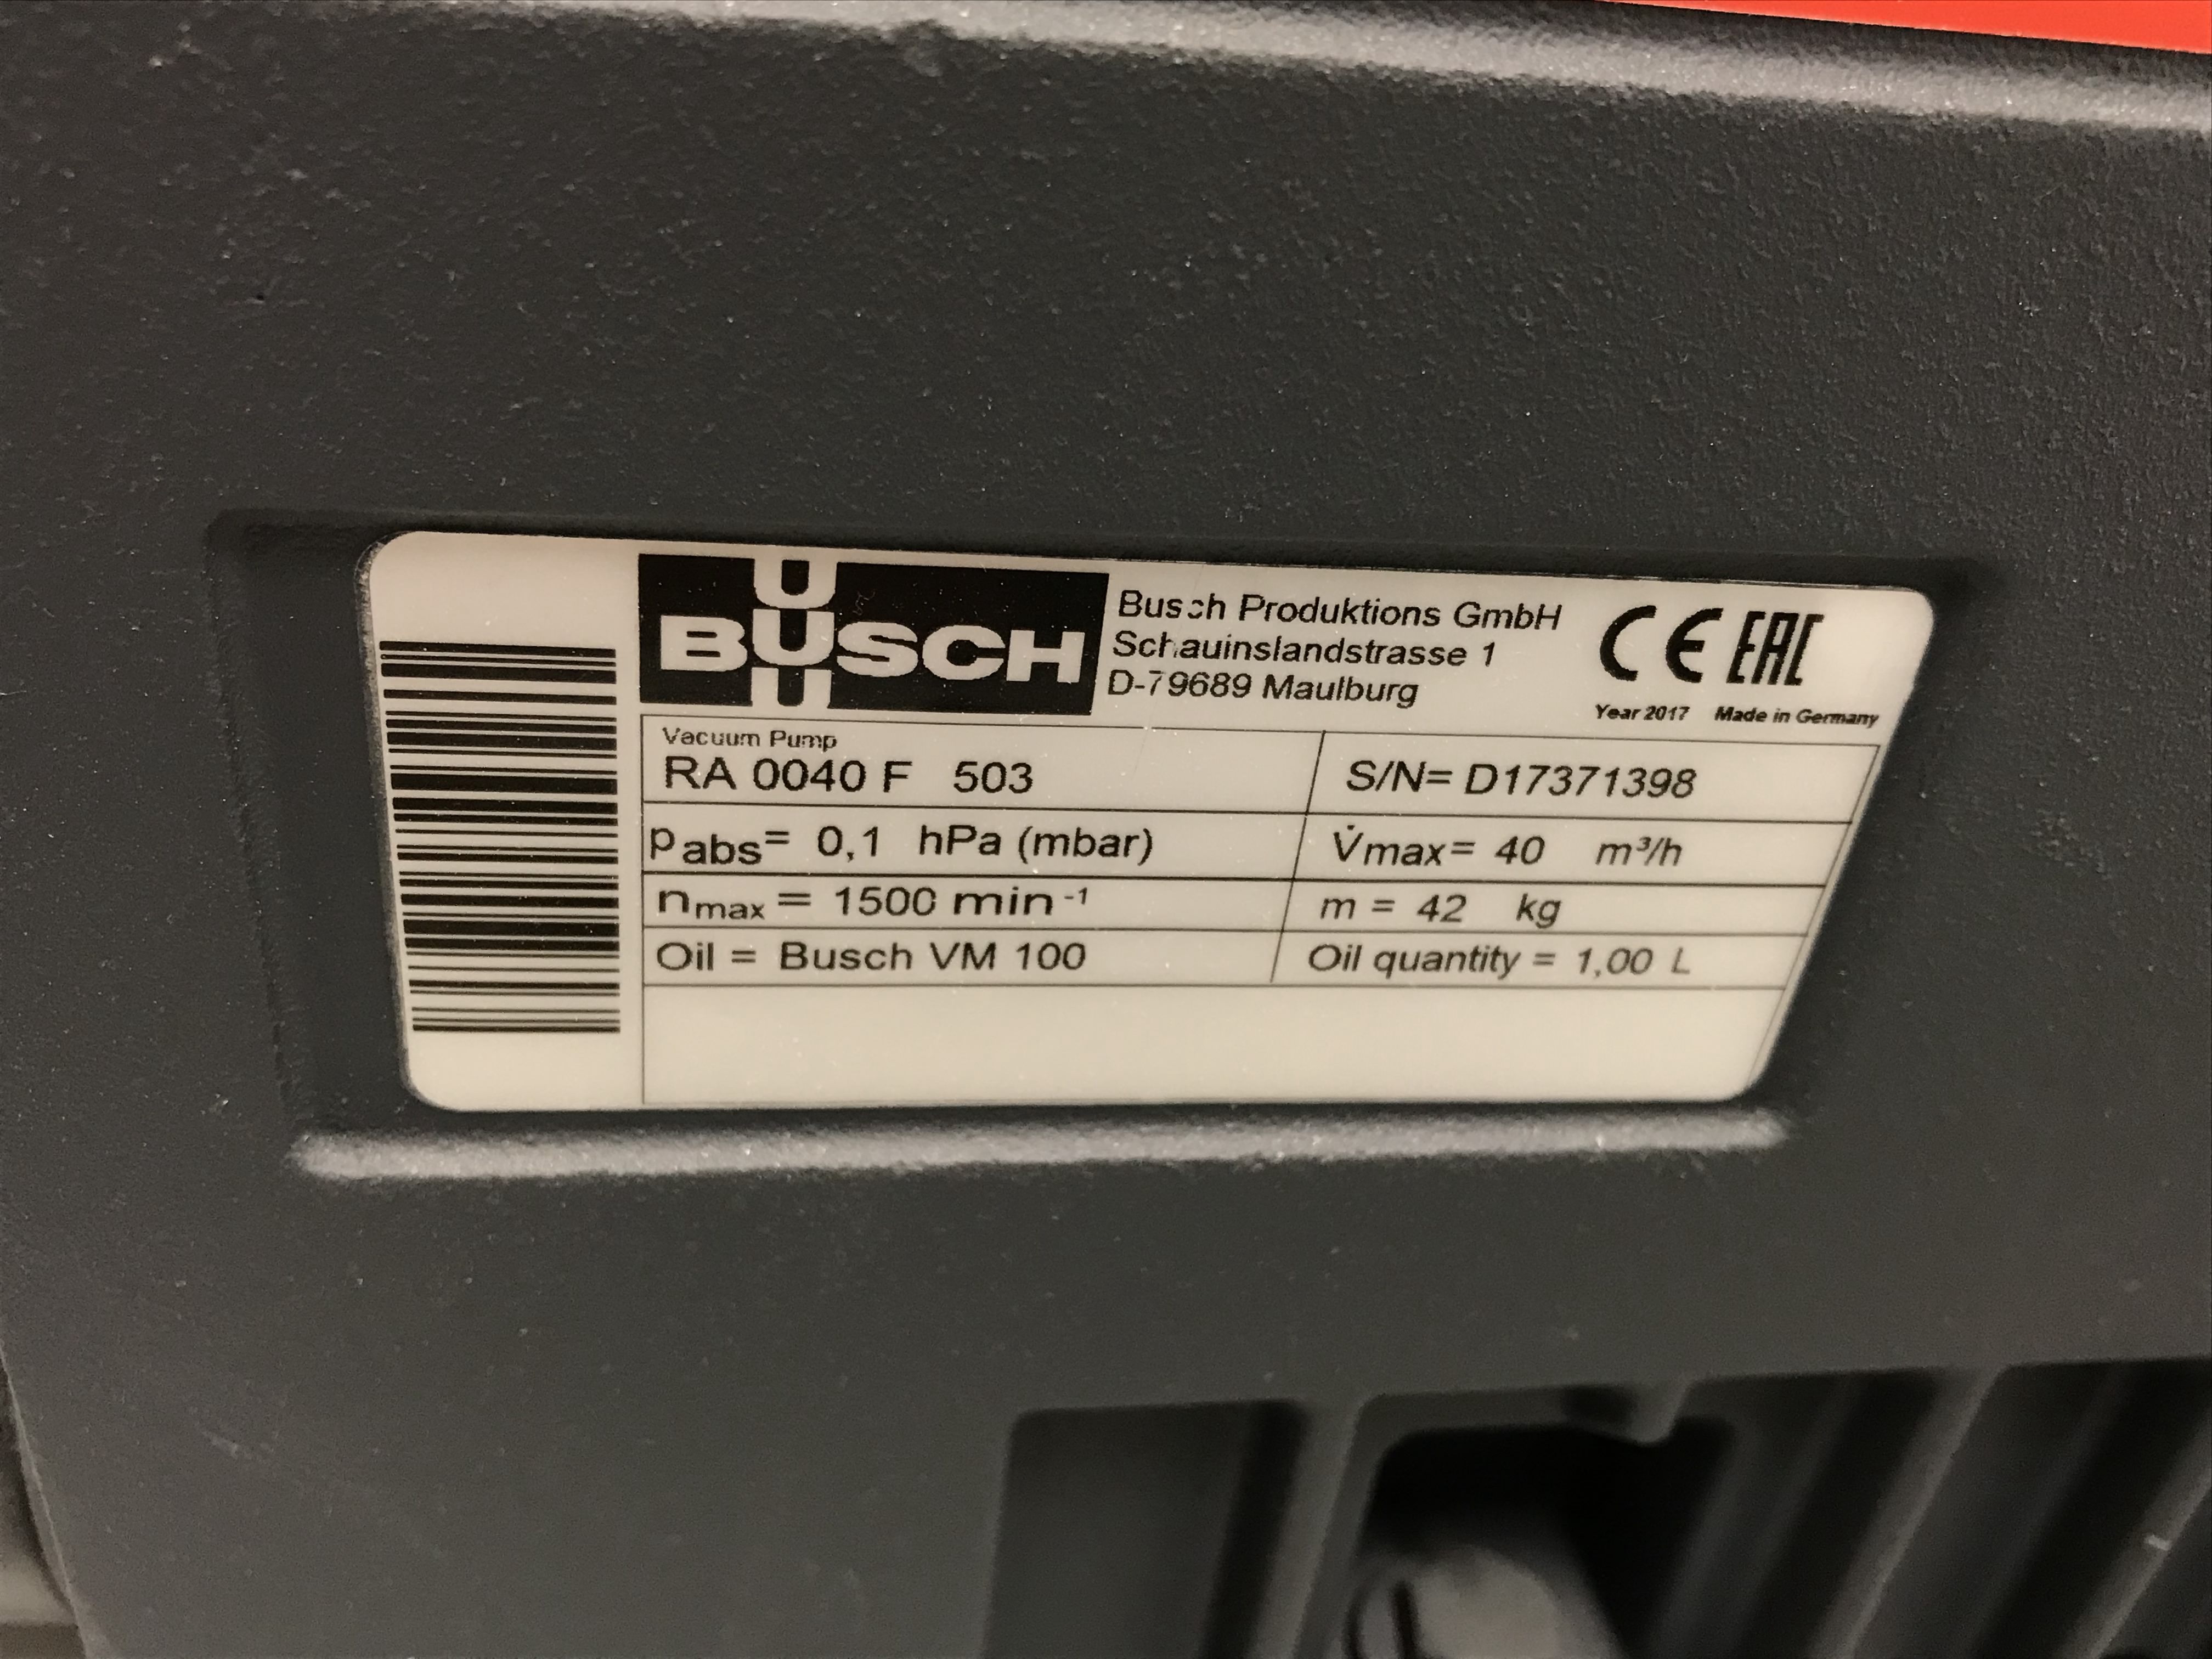 BUSCH
Busch Produktions GmbH
Schauinslandstrasse 1
D-79689 Maulburg
CE EAC
Year 2017 Made in Germany
Vacuum Pump
RA 0040 F 503
S/N= D17371398
pabs= 0,1 hPa (mbar)
V̇max= 40 m³/h
nmax = 1500 min⁻¹
m = 42 kg
Oil = Busch VM 100
Oil quantity = 1,00 L